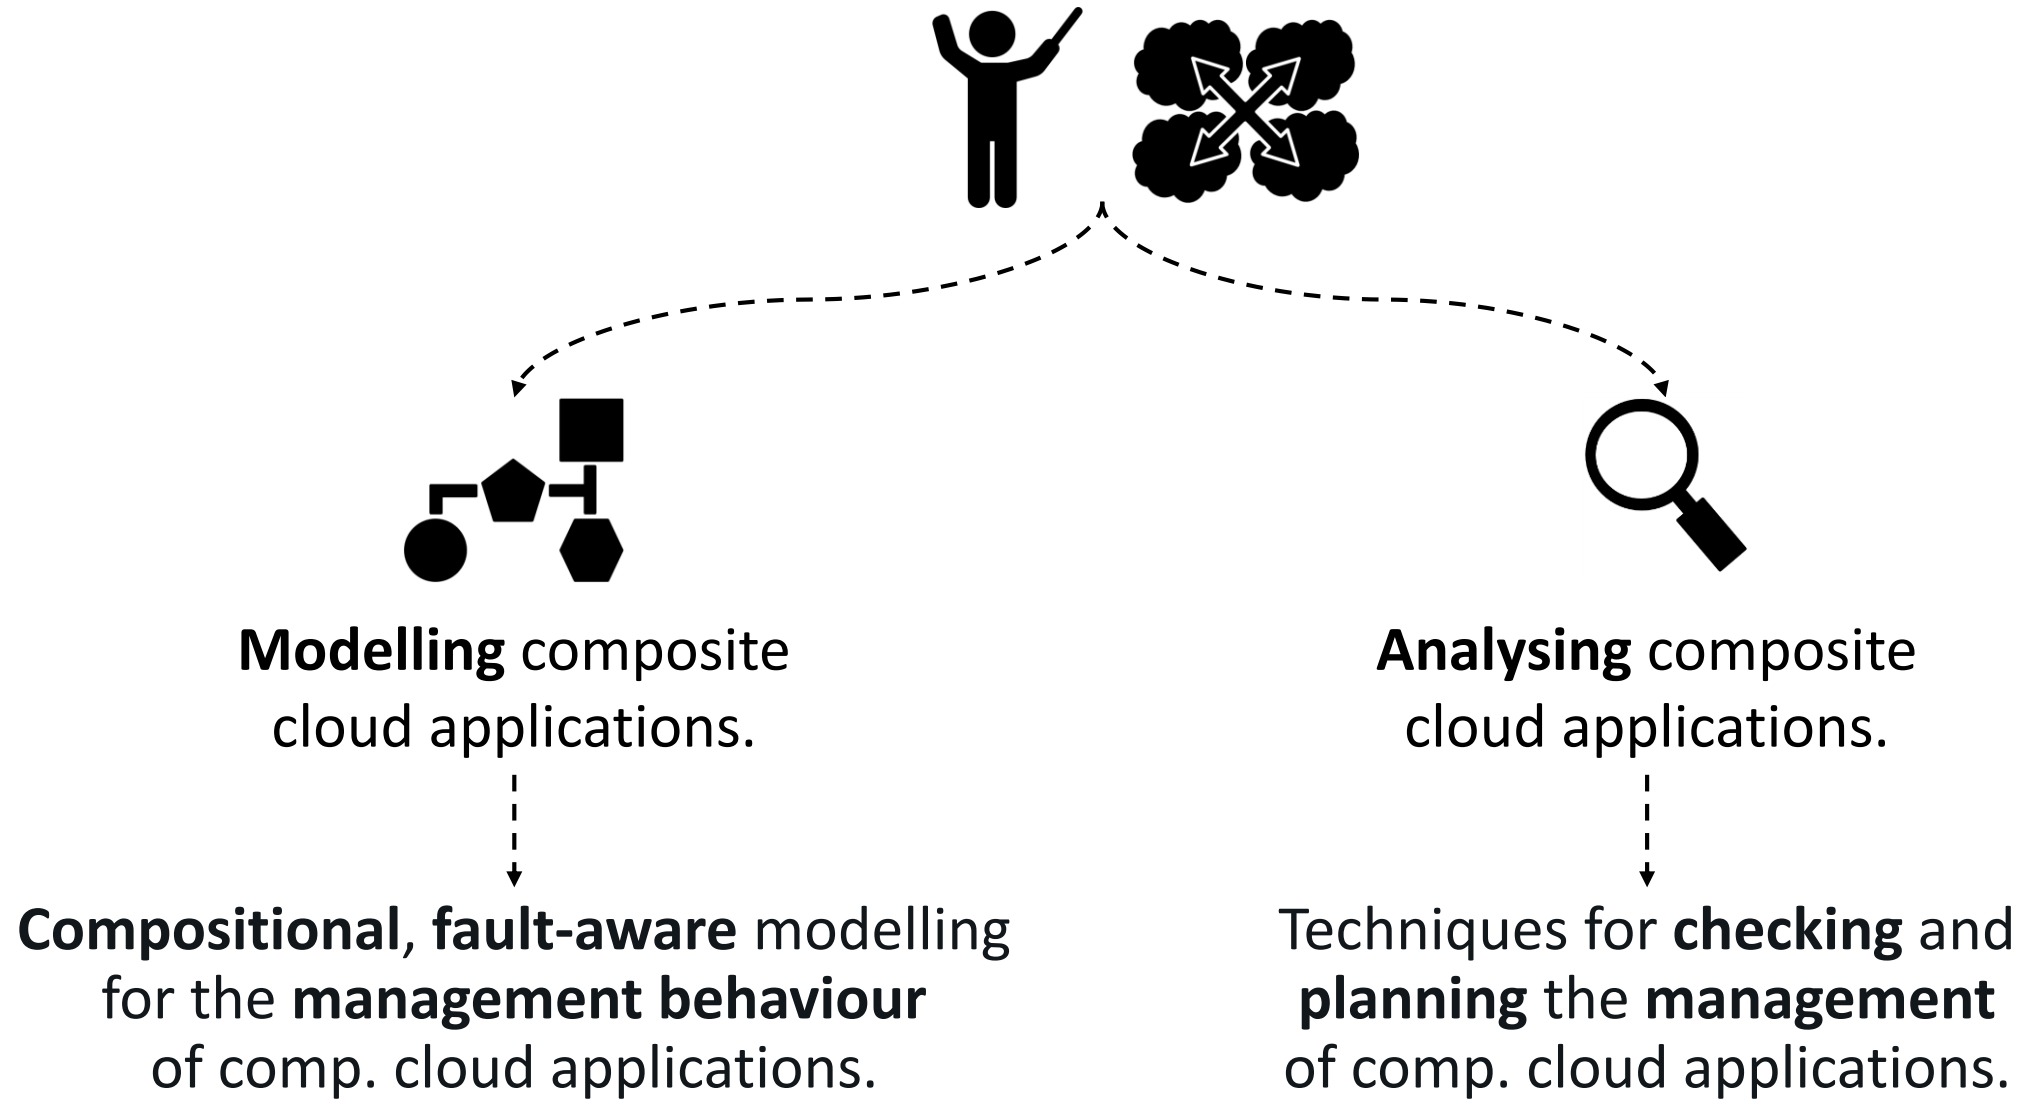 Modelling composite
cloud applications.
Analysing composite
cloud applications.
Compositional, fault-aware modelling
for the management behaviour
of comp. cloud applications.
Techniques for checking and
planning the management
of comp. cloud applications.